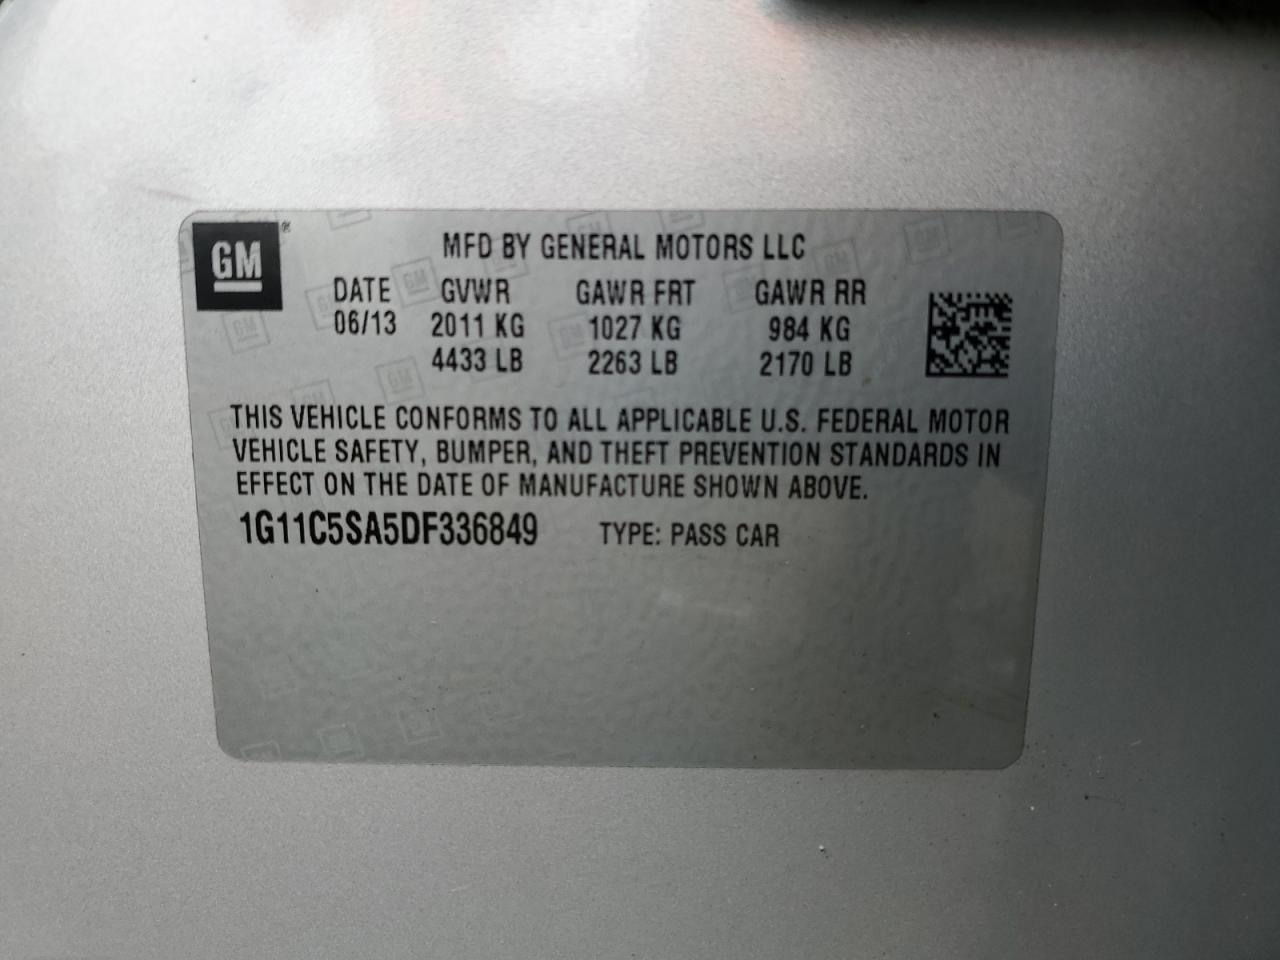 GM®
MFD BY GENERAL MOTORS LLC
DATE GVWR GAWR FRT GAWR RR
06/13 2011 KG 1027 KG 984 KG
4433 LB 2263 LB 2170 LB
THIS VEHICLE CONFORMS TO ALL APPLICABLE U.S. FEDERAL MOTOR
VEHICLE SAFETY, BUMPER, AND THEFT PREVENTION STANDARDS IN
EFFECT ON THE DATE OF MANUFACTURE SHOWN ABOVE.
1G11C5SA5DF336849 TYPE: PASS CAR